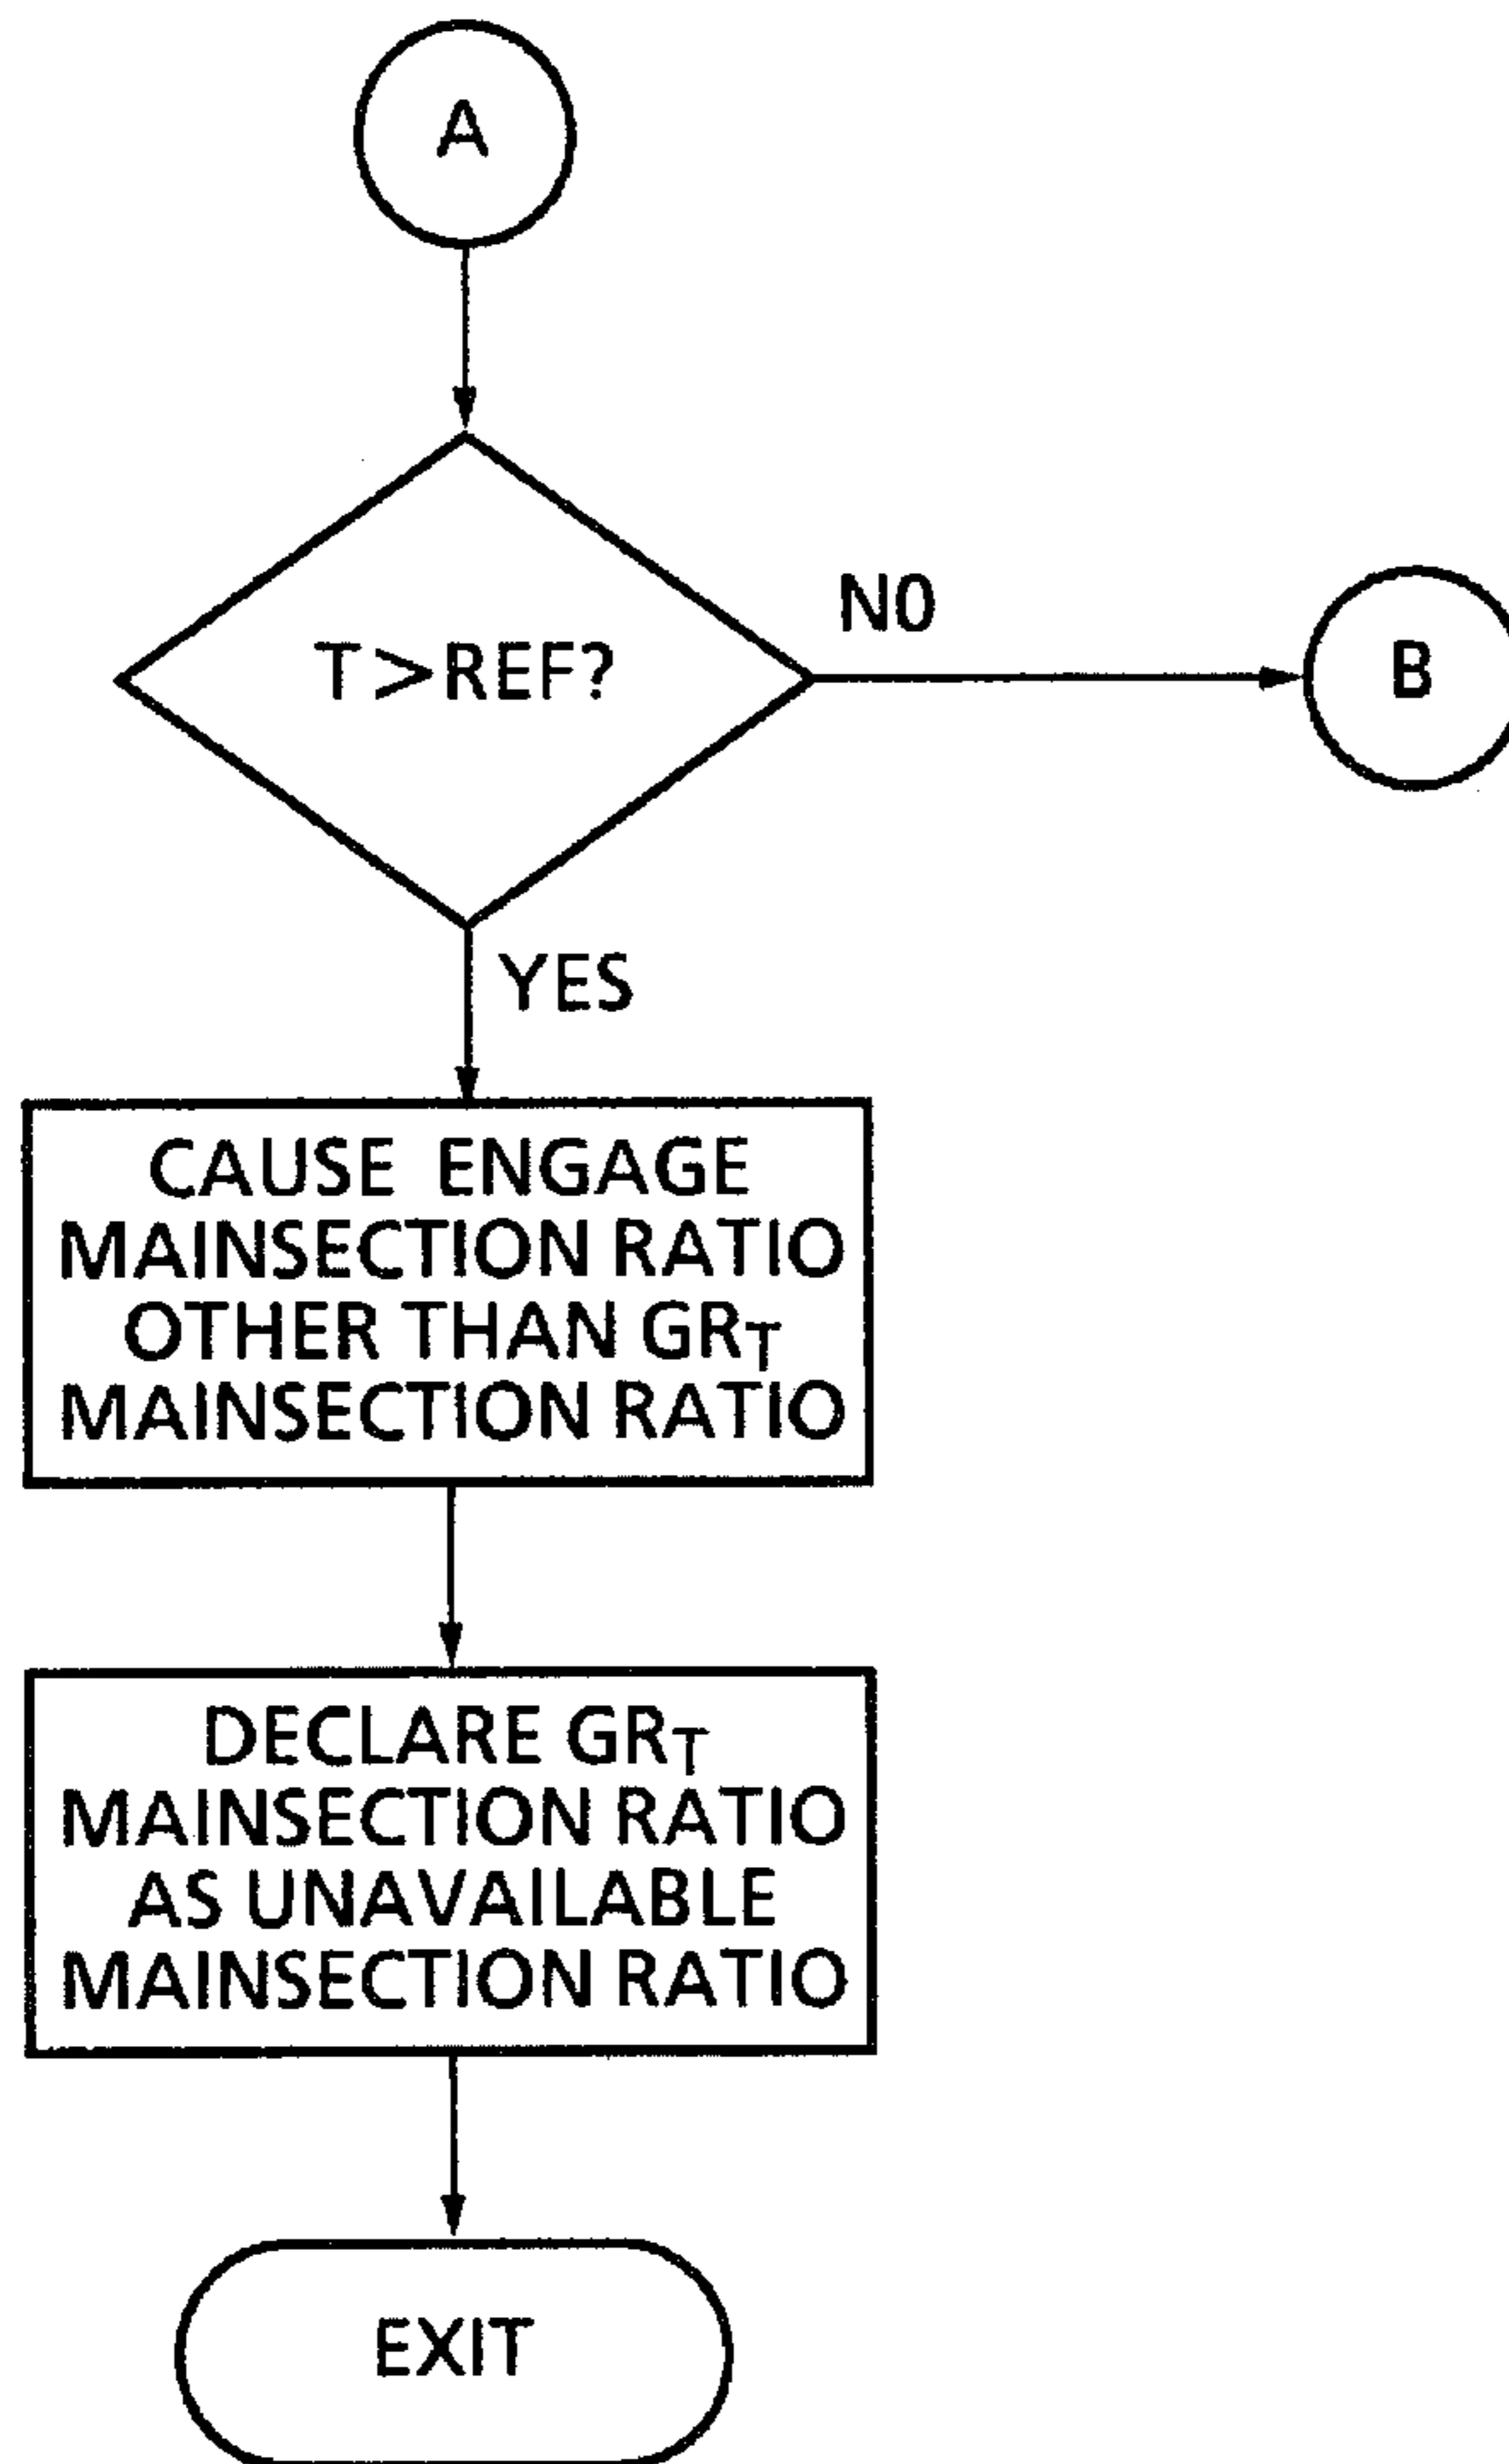 A
T>REF?
NO
B
YES
CAUSE ENGAGE
MAINSECTION RATIO
OTHER THAN GRT
MAINSECTION RATIO
DECLARE GRT
MAINSECTION RATIO
AS UNAVAILABLE
MAINSECTION RATIO
EXIT